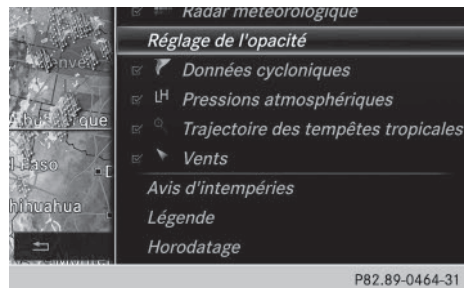 Radar météorologique
Réglage de l'opacité
Données cycloniques
LH Pressions atmosphériques
Trajectoire des tempêtes tropicales
Vents
Avis d'intempéries
Légende
Horodatage
P82.89-0464-31